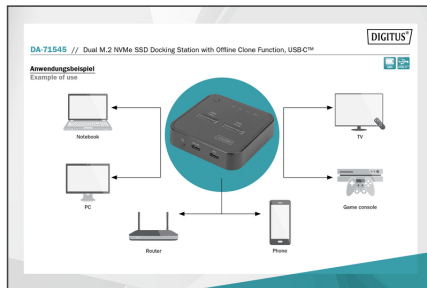 DIGITUS®
DA-71545 // Dual M.2 NVMe SSD Docking Station with Offline Clone Function, USB-C™
Anwendungsbeispiel
Example of use
Notebook
TV
PC
Game console
Router
Phone